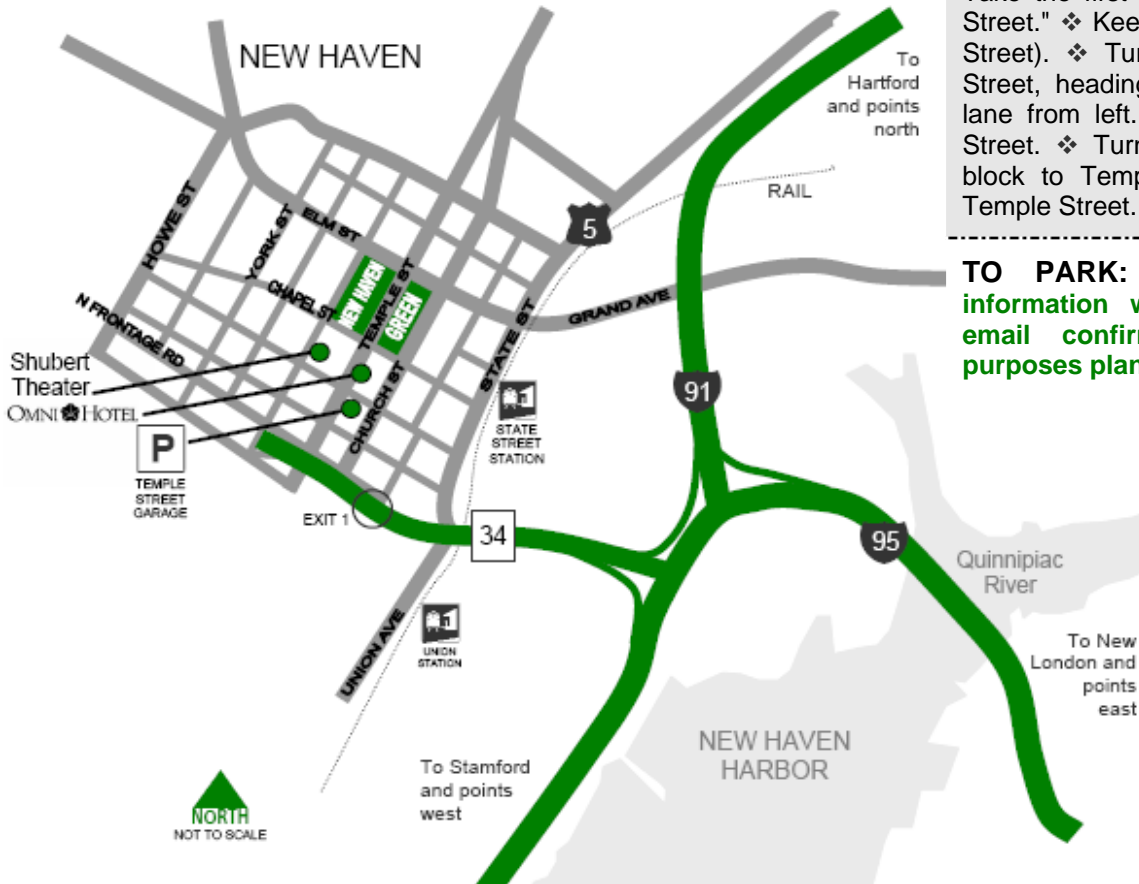 NEW HAVEN
To
Hartford
and points
north
RAIL
5
HOWE ST
YORK ST
ELM ST
CHAPEL ST
NEW HAVEN
GREEN
TEMPLE ST
N FRONTAGE RD
CHURCH ST
STATE ST
GRAND AVE
Shubert
Theater
OMNI HOTEL
P
TEMPLE
STREET
GARAGE
STATE
STREET
STATION
91
EXIT 1
34
95
Quinnipiac
River
UNION AVE
UNION
STATION
To New
London and
points
east
NEW HAVEN
HARBOR
To Stamford
and points
west
NORTH
NOT TO SCALE
Street." ❖ Kee
Street). ❖ Tur
Street, heading
lane from left.
Street. ❖ Turn
block to Temp
Temple Street.
TO PARK:
information w
email confir
purposes plan